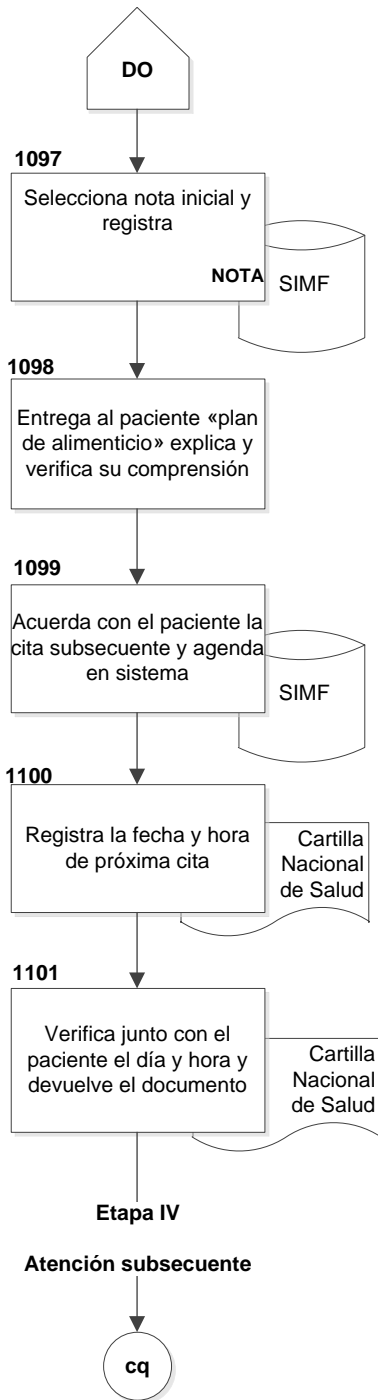 DO
1097
Selecciona nota inicial y
registra
NOTA
SIMF
1098
Entrega al paciente «plan
de alimenticio» explica y
verifica su comprensión
1099
Acuerda con el paciente la
cita subsecuente y agenda
en sistema
SIMF
1100
Registra la fecha y hora
de próxima cita
Cartilla
Nacional
de Salud
1101
Verifica junto con el
paciente el día y hora y
devuelve el documento
Cartilla
Nacional
de Salud
Etapa IV
Atención subsecuente
cq